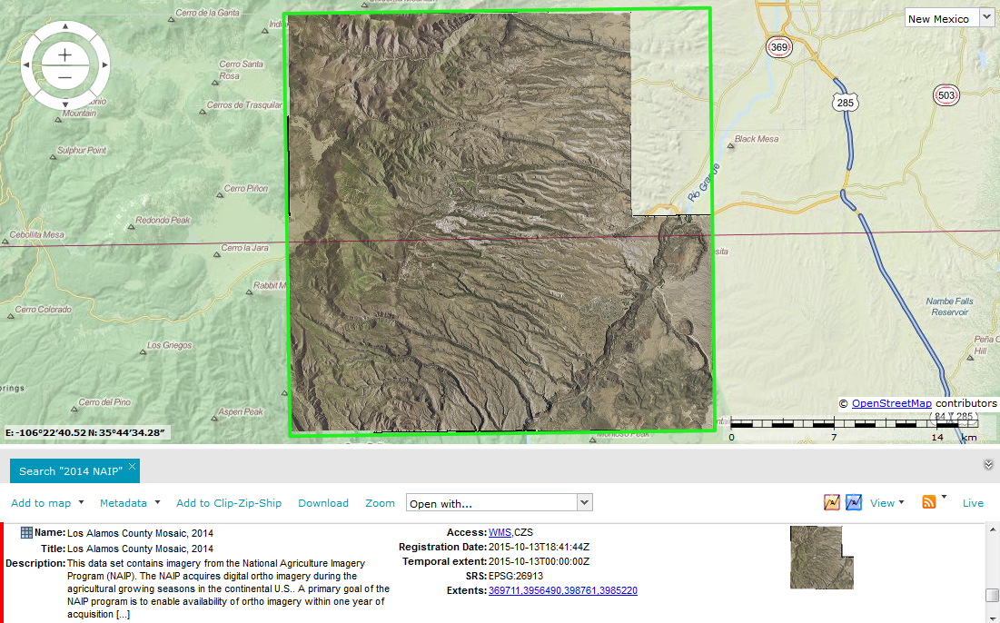 Cerro de la Garita
New Mexico
369
Cerro Santa
Rosa
503
285
Cerros de Trasquilar
Mountain
Black Mesa
Sulphur Point
Cerro Piñon
Río Grande
Redondo Peak
Cebollita Mesa
Cerro la Jara
Rabbit M
Nambe Falls
Reservoir
Cerro Colorado
Peña C
Hill
Los Griegos
rings
Cerro del Pino
© OpenStreetMap contributors
Aspen Peak
84 Y 285
E: -106°22'40.52 N: 35°44'34.28"
0 7 14 km
Search "2014 NAIP"
Add to map Metadata Add to Clip-Zip-Ship Download Zoom Open with... View Live
Name: Los Alamos County Mosaic, 2014
Title: Los Alamos County Mosaic, 2014
Description: This data set contains imagery from the National Agriculture Imagery
Program (NAIP). The NAIP acquires digital ortho imagery during the
agricultural growing seasons in the continental U.S.. A primary goal of the
NAIP program is to enable availability of ortho imagery within one year of
acquisition [...]
Access: WMS,CZS
Registration Date: 2015-10-13T18:41:44Z
Temporal extent: 2015-10-13T00:00:00Z
SRS: EPSG:26913
Extents: 369711,3956490,398761,3985220